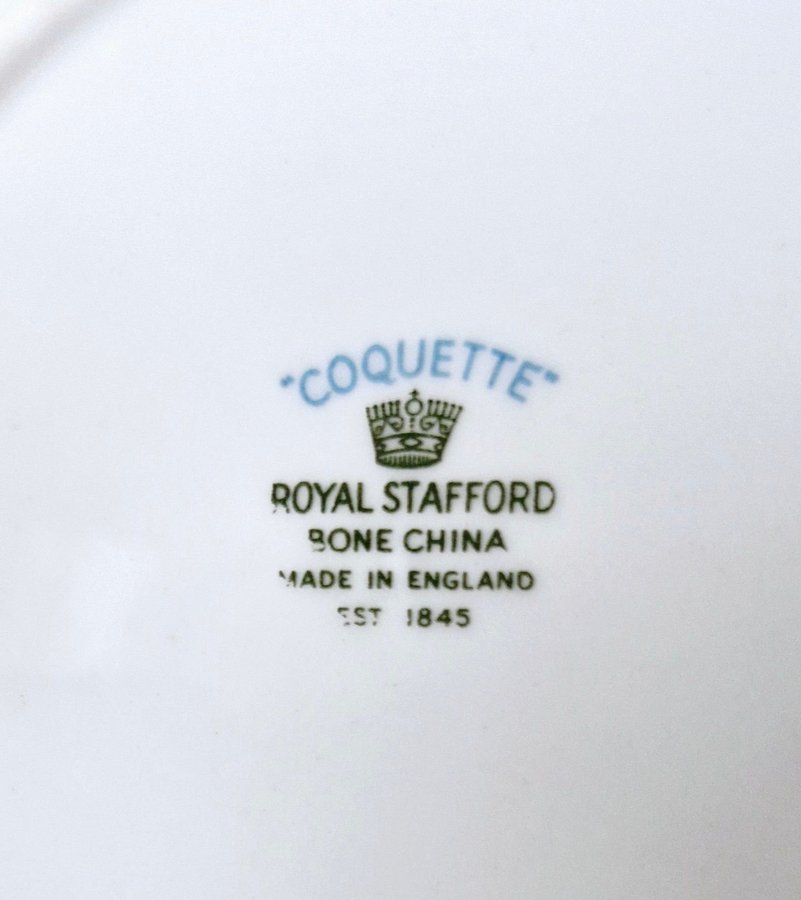 "COQUETTE"
ROYAL STAFFORD
BONE CHINA
MADE IN ENGLAND
EST 1845